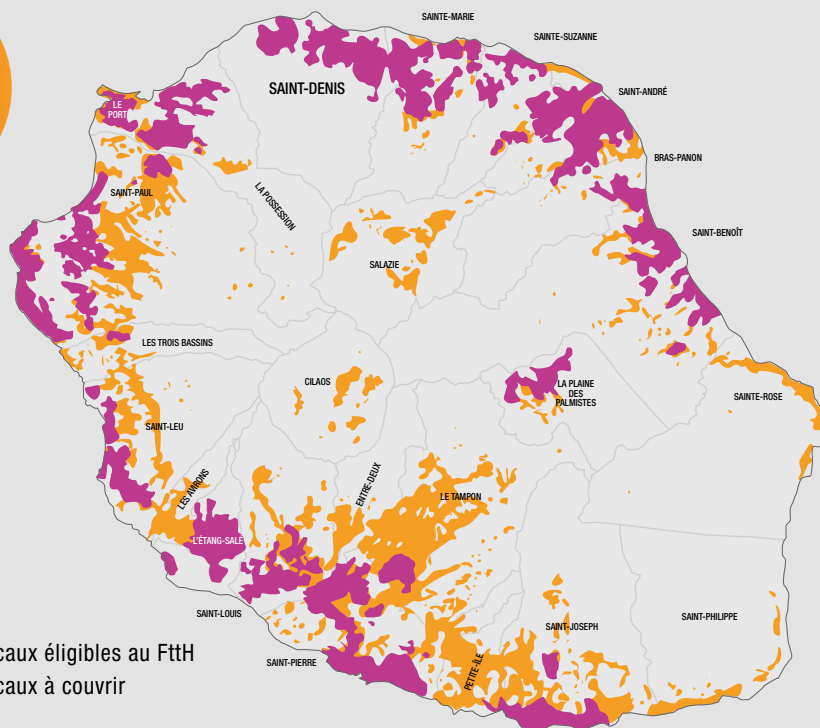 SAINTE-MARIE
SAINTE-SUZANNE
SAINT-DENIS
SAINT-ANDRÉ
LE
PORT
BRAS-PANON
SAINT-PAUL
LA POSSESSION
SAINT-BENOÎT
SALAZIE
LES TROIS BASSINS
CILAOS
LA PLAINE
DES
PALMISTES
SAINTE-ROSE
SAINT-LEU
LES AVIRONS
ENTRE-DEUX
LE TAMPON
L'ÉTANG-SALÉ
SAINT-LOUIS
SAINT-JOSEPH
SAINT-PHILIPPE
SAINT-PIERRE
PETITE-ÎLE
caux éligibles au FttH
caux à couvrir